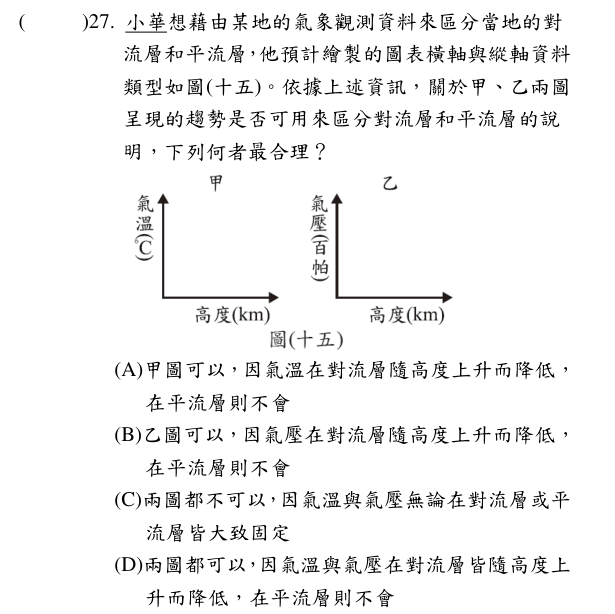 (      )27. 小華想藉由某地的氣象觀測資料來區分當地的對
流層和平流層，他預計繪製的圖表橫軸與縱軸資料
類型如圖(十五)。依據上述資訊，關於甲、乙兩圖
呈現的趨勢是否可用來區分對流層和平流層的說
明，下列何者最合理？
甲
乙
氣溫(℃)
高度(km)
氣壓(百帕)
高度(km)
圖(十五)
(A)甲圖可以，因氣溫在對流層隨高度上升而降低，
在平流層則不會
(B)乙圖可以，因氣壓在對流層隨高度上升而降低，
在平流層則不會
(C)兩圖都不可以，因氣溫與氣壓無論在對流層或平
流層皆大致固定
(D)兩圖都可以，因氣溫與氣壓在對流層皆隨高度上
升而降低，在平流層則不會